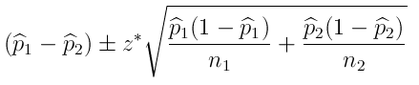 (p̂₁ − p̂₂) ± z* √( p̂₁(1 − p̂₁)/n₁ + p̂₂(1 − p̂₂)/n₂ )